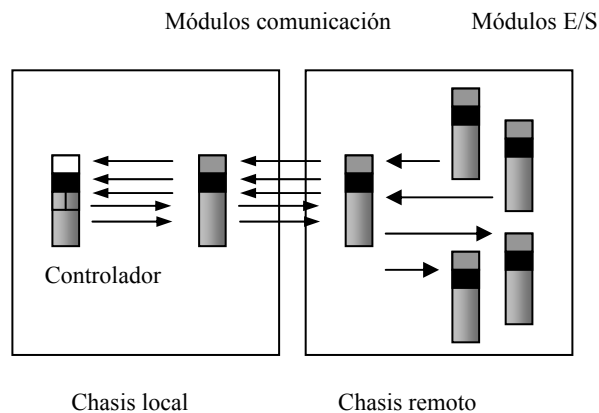 Módulos comunicación Módulos E/S
Controlador
Chasis local Chasis remoto